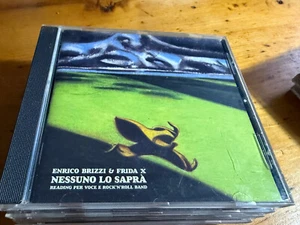 ENRICO BRIZZI & FRIDA X
NESSUNO LO SAPRÀ
READING PER VOCE E ROCK'N'ROLL BAND